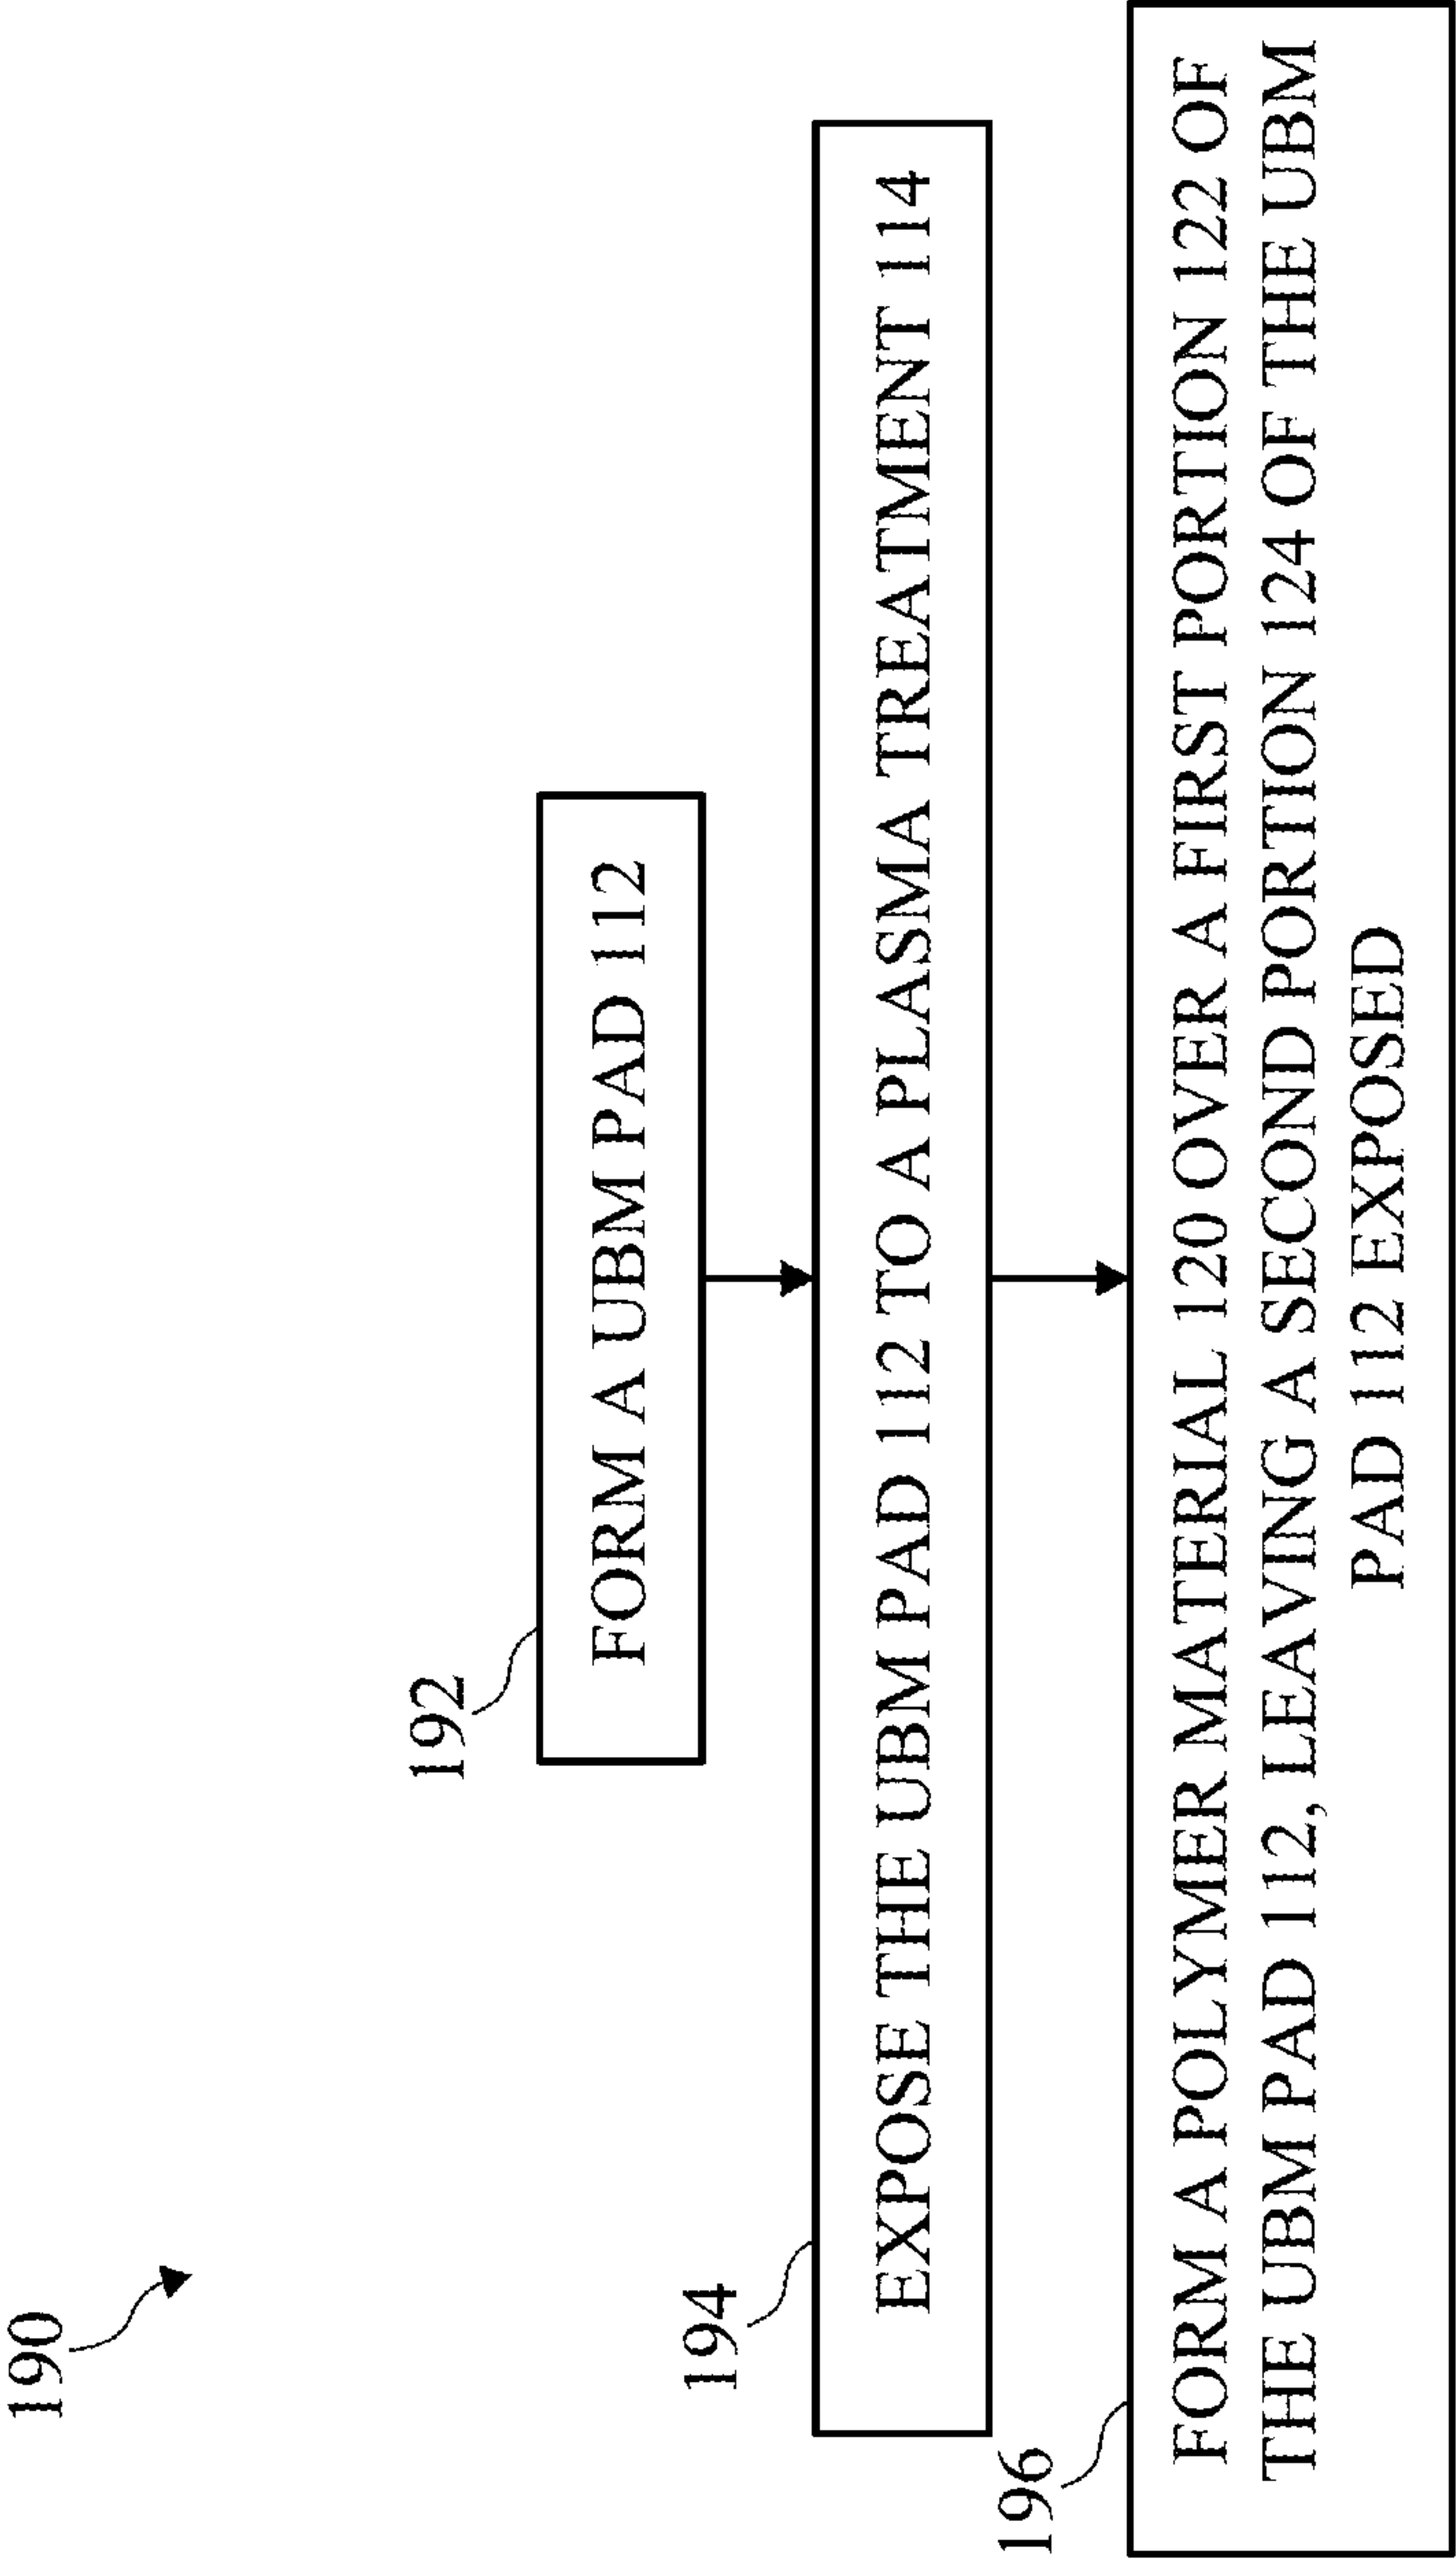 190
192
FORM A UBM PAD 112
194
EXPOSE THE UBM PAD 112 TO A PLASMA TREATMENT 114
196
FORM A POLYMER MATERIAL 120 OVER A FIRST PORTION 122 OF
THE UBM PAD 112, LEAVING A SECOND PORTION 124 OF THE UBM
PAD 112 EXPOSED